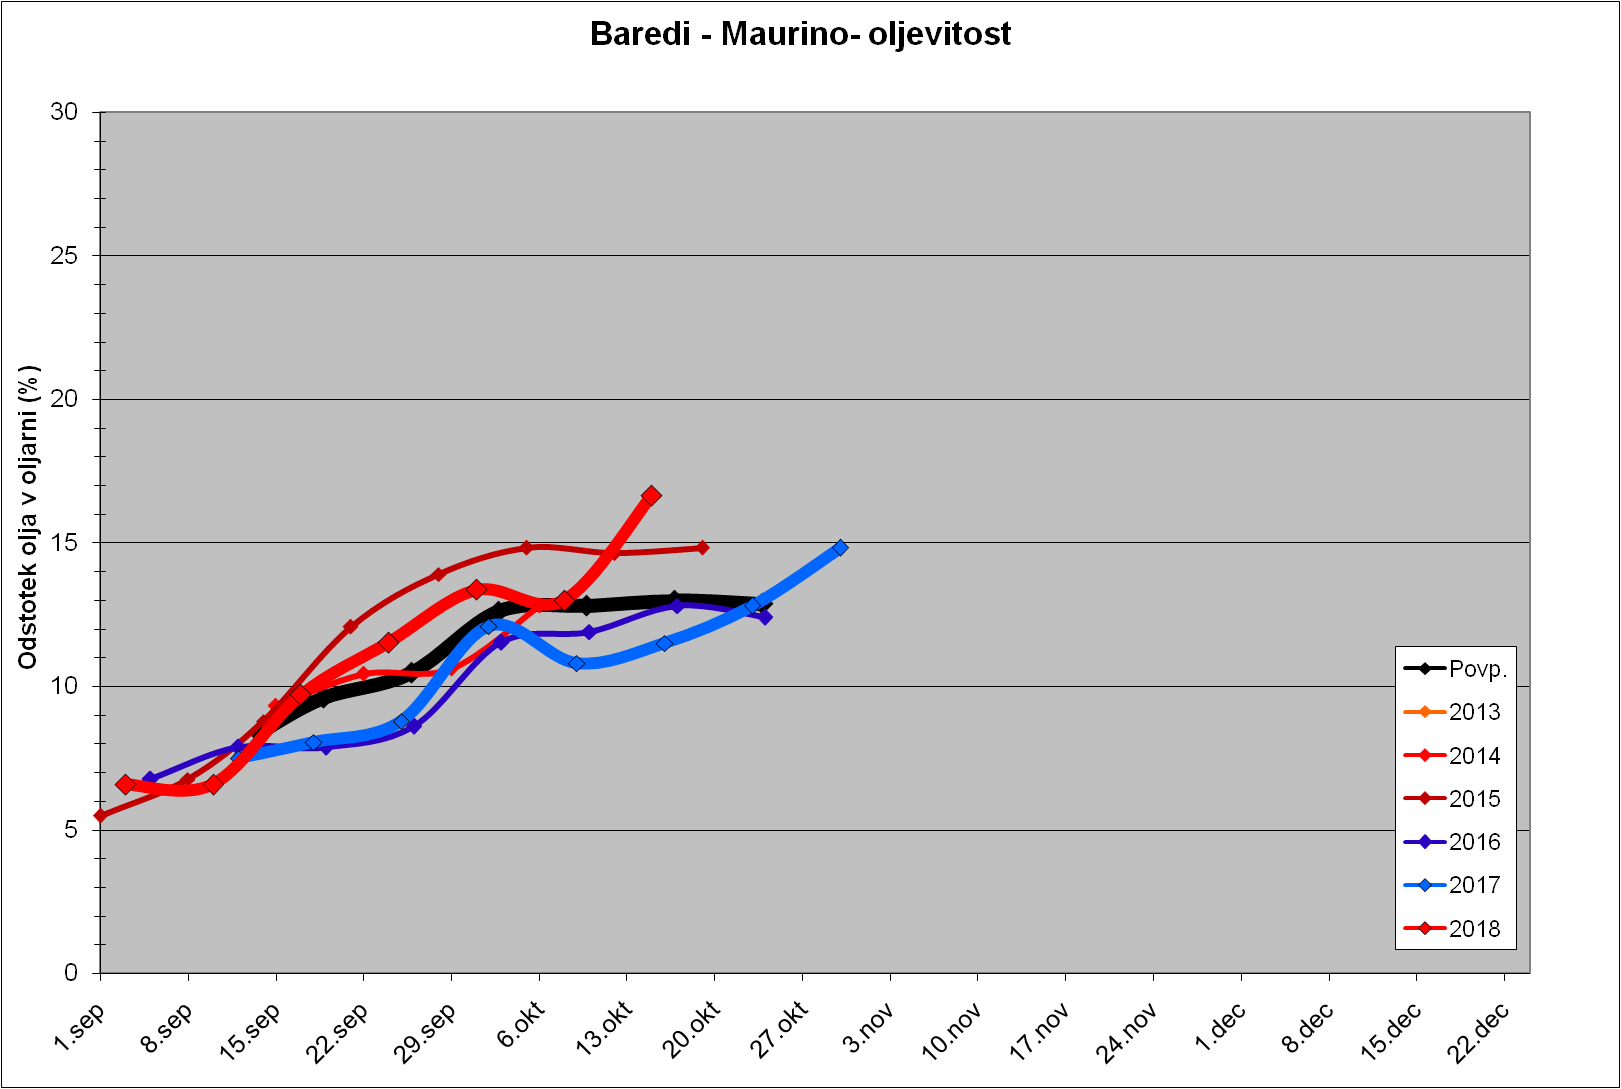 Baredi - Maurino- oljevitost
Odstotek olja v oljarni (%)
30
25
20
15
10
5
0
1.sep
8.sep
15.sep
22.sep
29.sep
6.okt
13.okt
20.okt
27.okt
3.nov
10.nov
17.nov
24.nov
1.dec
8.dec
15.dec
22.dec
Povp.
2013
2014
2015
2016
2017
2018